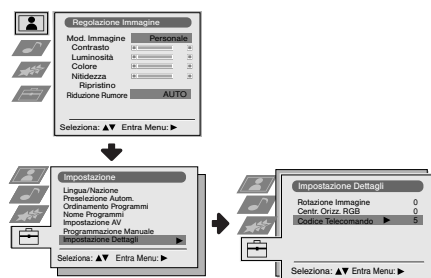 Regolazione Immagine
Mod. Immagine Personale
Contrasto
Luminosità
Colore
Nitidezza
Ripristino
Riduzione Rumore AUTO
Seleziona: ▲▼ Entra Menu: ▶
Impostazione
Lingua/Nazione
Preselezione Autom.
Ordinamento Programmi
Nome Programmi
Impostazione AV
Programmazione Manuale
Impostazione Dettagli ▶
Seleziona: ▲▼ Entra Menu: ▶
Impostazione Dettagli
Rotazione Immagine 0
Centr. Orizz. RGB 0
Codice Telecomando ▶ 5
Seleziona: ▲▼ Entra Menu: ▶